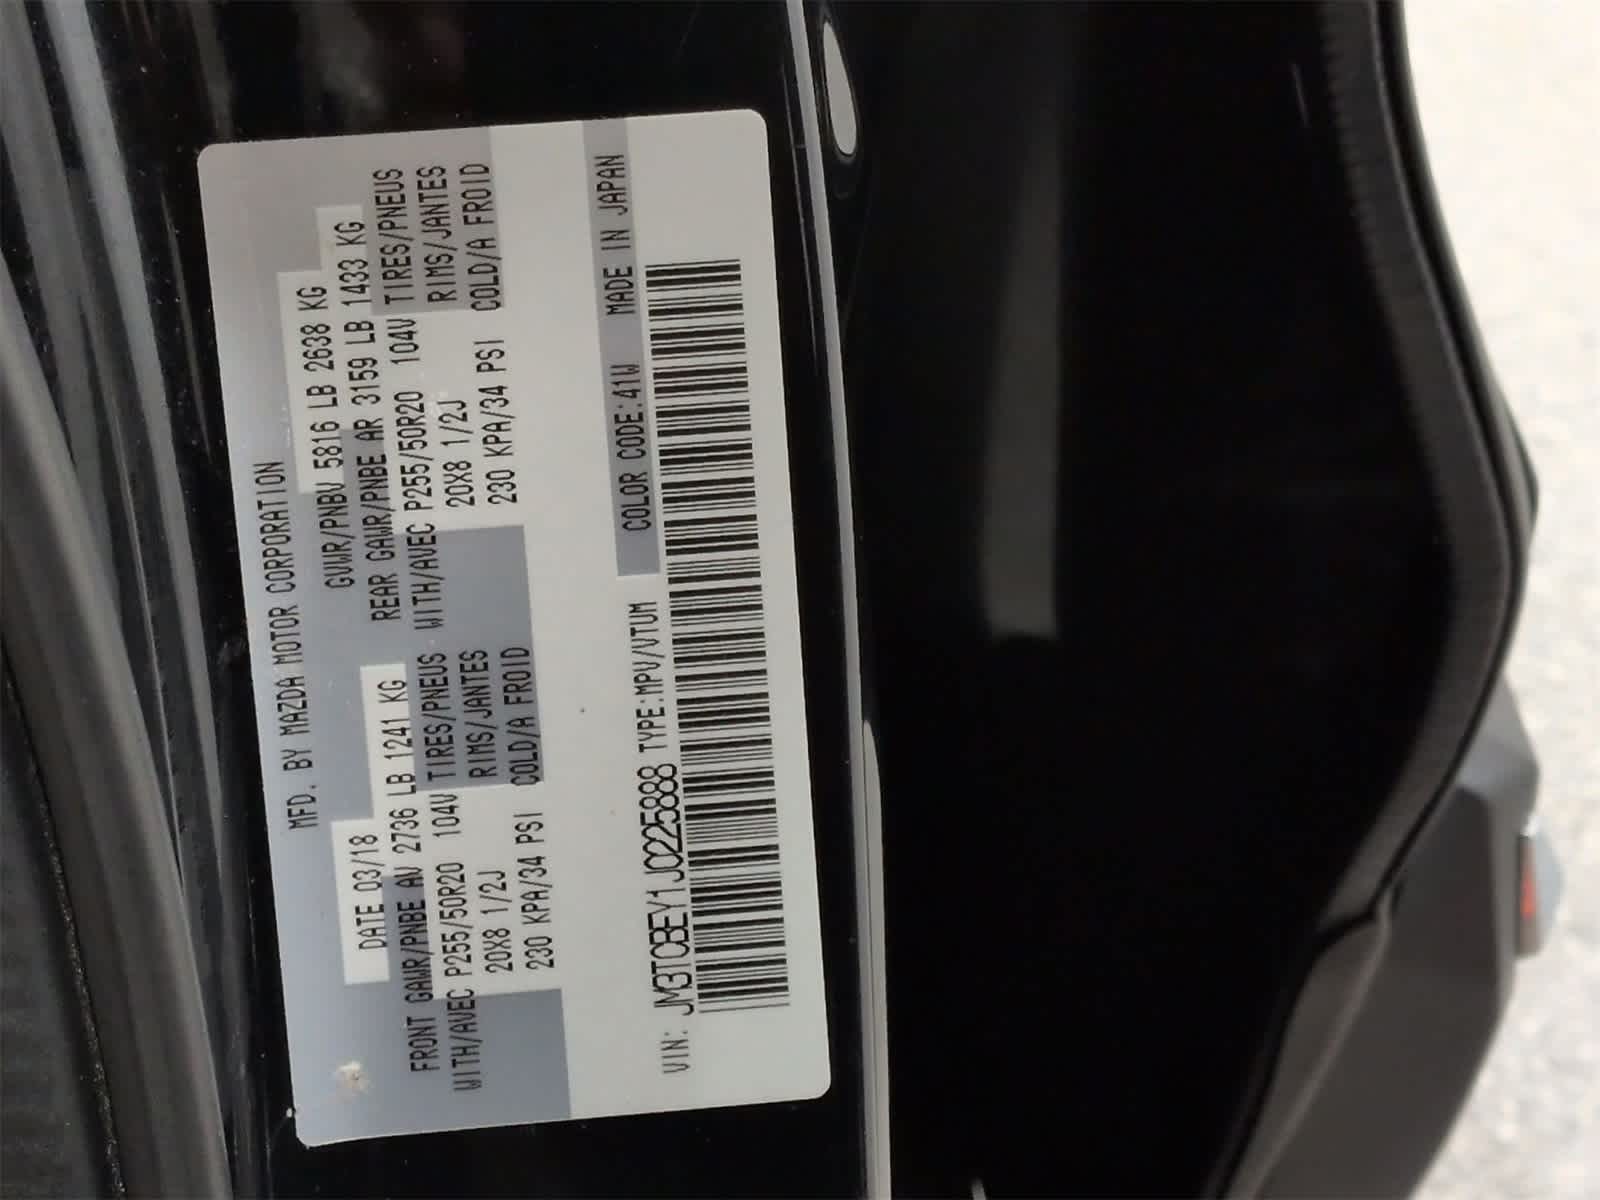 MFD. BY MAZDA MOTOR CORPORATION
DATE 03/18 GVWR/PNBV 5816 LB 2638 KG
FRONT GAWR/PNBE AV 2736 LB 1241 KG REAR GAWR/PNBE AR 3159 LB 1433 KG
WITH/AVEC P255/50R20 104V TIRES/PNEUS WITH/AVEC P255/50R20 104V TIRES/PNEUS
20X8 1/2J RIMS/JANTES 20X8 1/2J RIMS/JANTES
230 KPA/34 PSI COLD/A FROID 230 KPA/34 PSI COLD/A FROID
COLOR CODE:41W MADE IN JAPAN
VIN: JM3TCBEY1J0225888 TYPE:MPV/VTUM